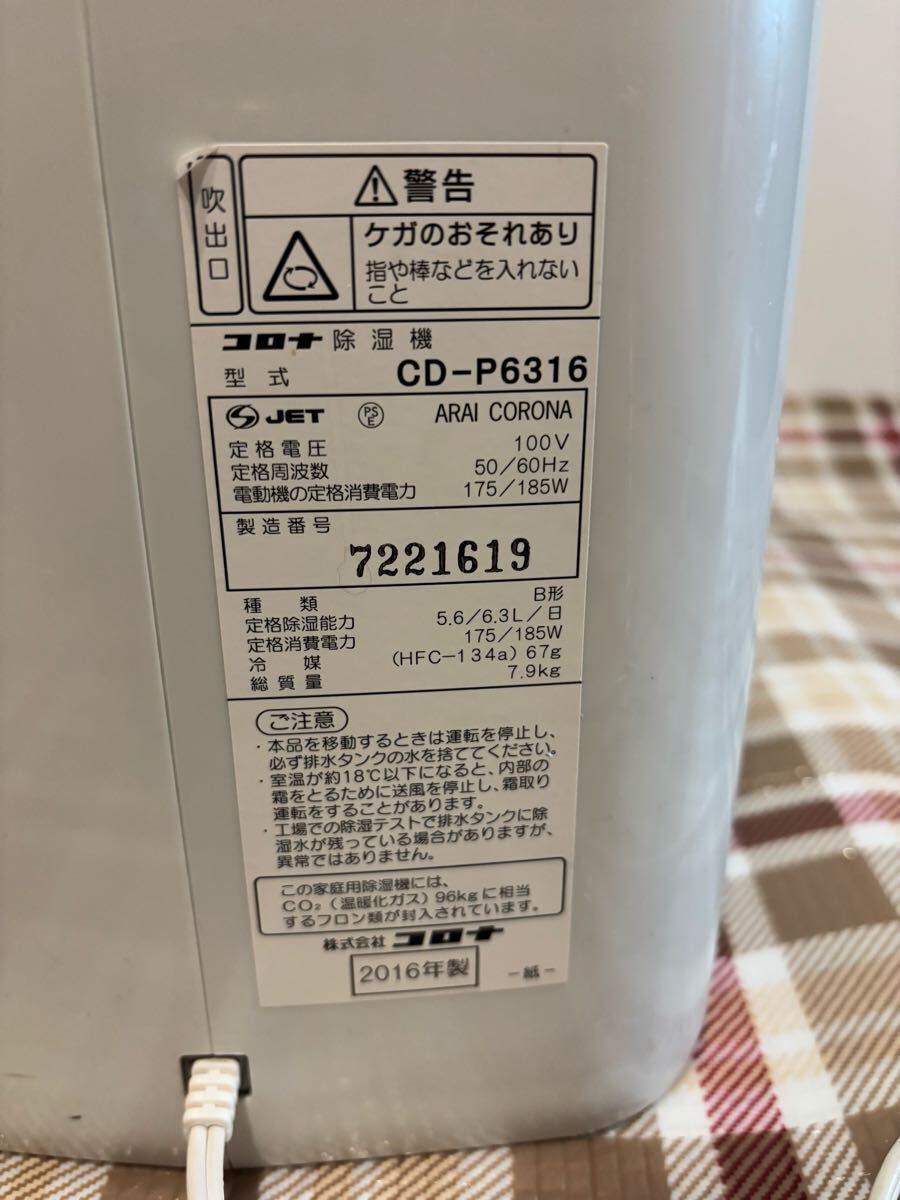 吹出口
⚠警告
ケガのおそれあり
指や棒などを入れない
こと
コロナ 除湿機
型式 CD-P6316
JET PSE ARAI CORONA
定格電圧 100V
定格周波数 50/60Hz
電動機の定格消費電力 175/185W
製造番号
7221619
種類 B形
定格除湿能力 5.6/6.3L/日
定格消費電力 175/185W
冷媒 (HFC-134a) 67g
総質量 7.9kg
ご注意
・本品を移動するときは運転を停止し、
必ず排水タンクの水を捨ててください。
・室温が約18℃以下になると、内部の
霜をとるために送風を停止し、霜取り
運転をすることがあります。
・工場での除湿テストで排水タンクに除
湿水が残っている場合がありますが、
異常ではありません。
この家庭用除湿機には、
CO₂(温暖化ガス)96kgに相当
するフロン類が封入されています。
株式会社 コロナ
2016年製
-紙-